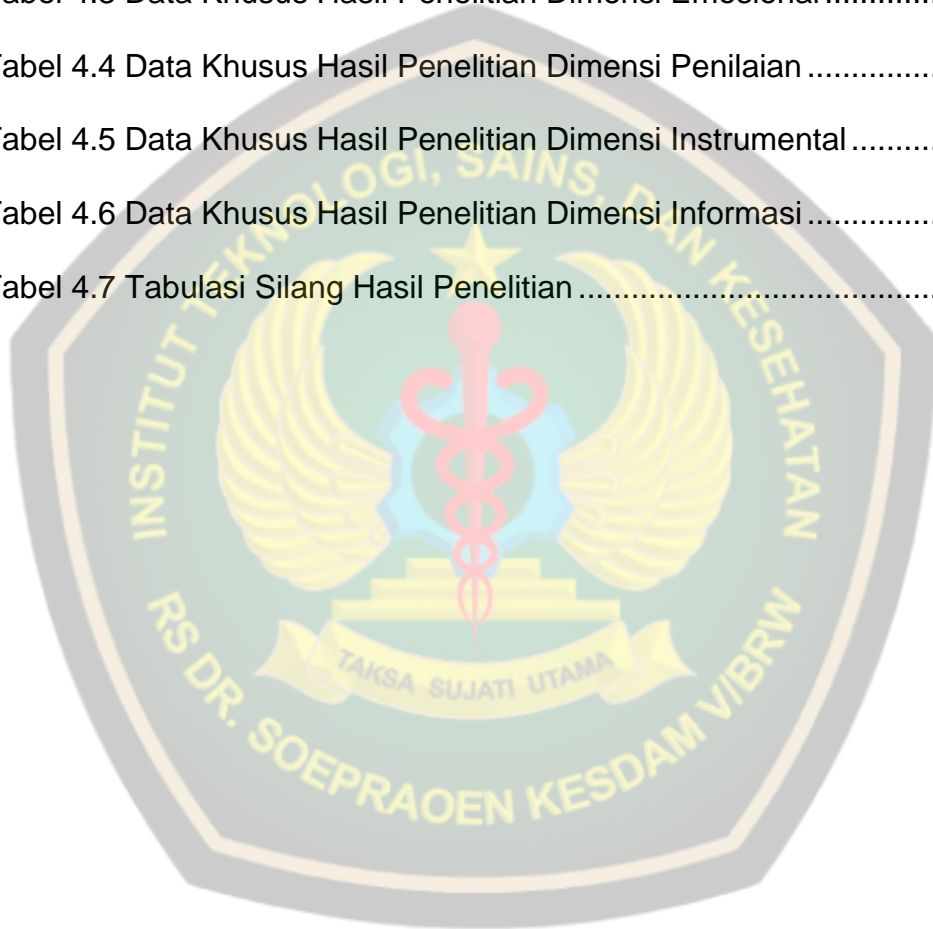 Tabel 4.4 Data Khusus Hasil Penelitian Dimensi Penilaian ...............
Tabel 4.5 Data Khusus Hasil Penelitian Dimensi Instrumental ..........
Tabel 4.6 Data Khusus Hasil Penelitian Dimensi Informasi ...............
Tabel 4.7 Tabulasi Silang Hasil Penelitian .........................................
INSTITUT TEKNOLOGI, SAINS, DAN KESEHATAN
TAKSA SUJATI UTAMA
RS DR. SOEPRAOEN KESDAM V/BRW